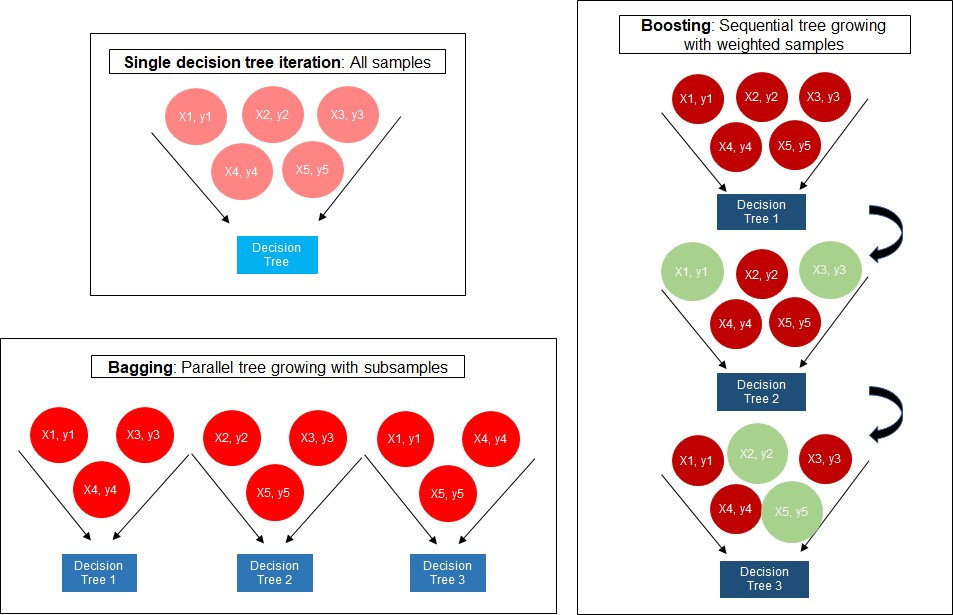 Single decision tree iteration: All samples
X1, y1
X2, y2
X3, y3
X4, y4
X5, y5
Decision
Tree
Bagging: Parallel tree growing with subsamples
X1, y1
X3, y3
X4, y4
Decision
Tree 1
X2, y2
X3, y3
X5, y5
Decision
Tree 2
X1, y1
X4, y4
X5, y5
Decision
Tree 3
Boosting: Sequential tree growing
with weighted samples
X1, y1
X2, y2
X3, y3
X4, y4
X5, y5
Decision
Tree 1
X1, y1
X2, y2
X3, y3
X4, y4
X5, y5
Decision
Tree 2
X1, y1
X2, y2
X3, y3
X4, y4
X5, y5
Decision
Tree 3